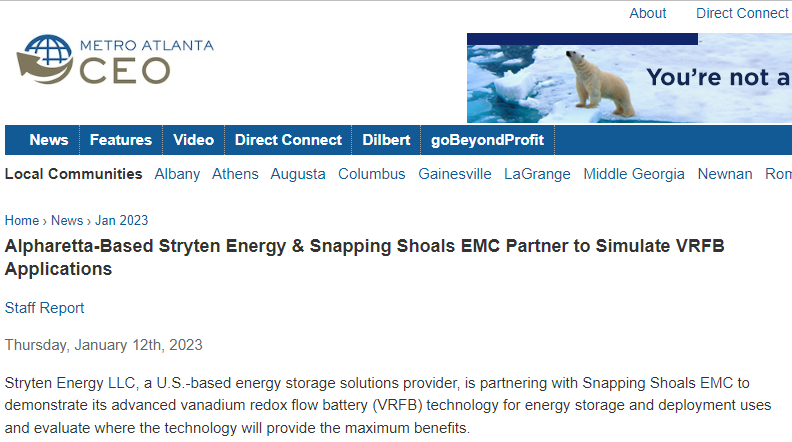 About Direct Connect
METRO ATLANTA
CEO
You're not a
News Features Video Direct Connect Dilbert goBeyondProfit
Local Communities Albany Athens Augusta Columbus Gainesville LaGrange Middle Georgia Newnan Rom
Home › News › Jan 2023
Alpharetta-Based Stryten Energy & Snapping Shoals EMC Partner to Simulate VRFB
Applications
Staff Report
Thursday, January 12th, 2023
Stryten Energy LLC, a U.S.-based energy storage solutions provider, is partnering with Snapping Shoals EMC to
demonstrate its advanced vanadium redox flow battery (VRFB) technology for energy storage and deployment uses
and evaluate where the technology will provide the maximum benefits.